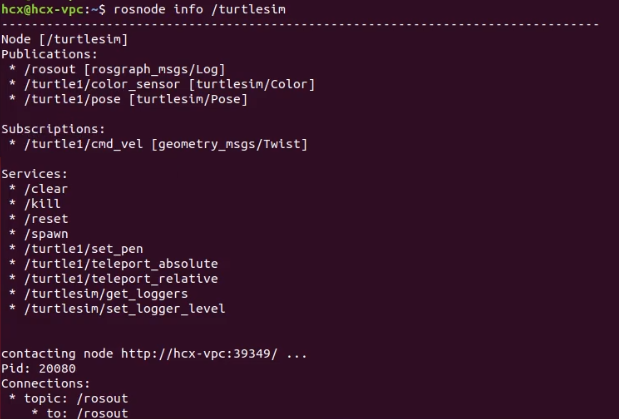 hcx@hcx-vpc:~$ rosnode info /turtlesim
--------------------------------------------------------------------------------
Node [/turtlesim]
Publications:
 * /rosout [rosgraph_msgs/Log]
 * /turtle1/color_sensor [turtlesim/Color]
 * /turtle1/pose [turtlesim/Pose]
Subscriptions:
 * /turtle1/cmd_vel [geometry_msgs/Twist]
Services:
 * /clear
 * /kill
 * /reset
 * /spawn
 * /turtle1/set_pen
 * /turtle1/teleport_absolute
 * /turtle1/teleport_relative
 * /turtlesim/get_loggers
 * /turtlesim/set_logger_level
contacting node http://hcx-vpc:39349/ ...
Pid: 20080
Connections:
 * topic: /rosout
    * to: /rosout